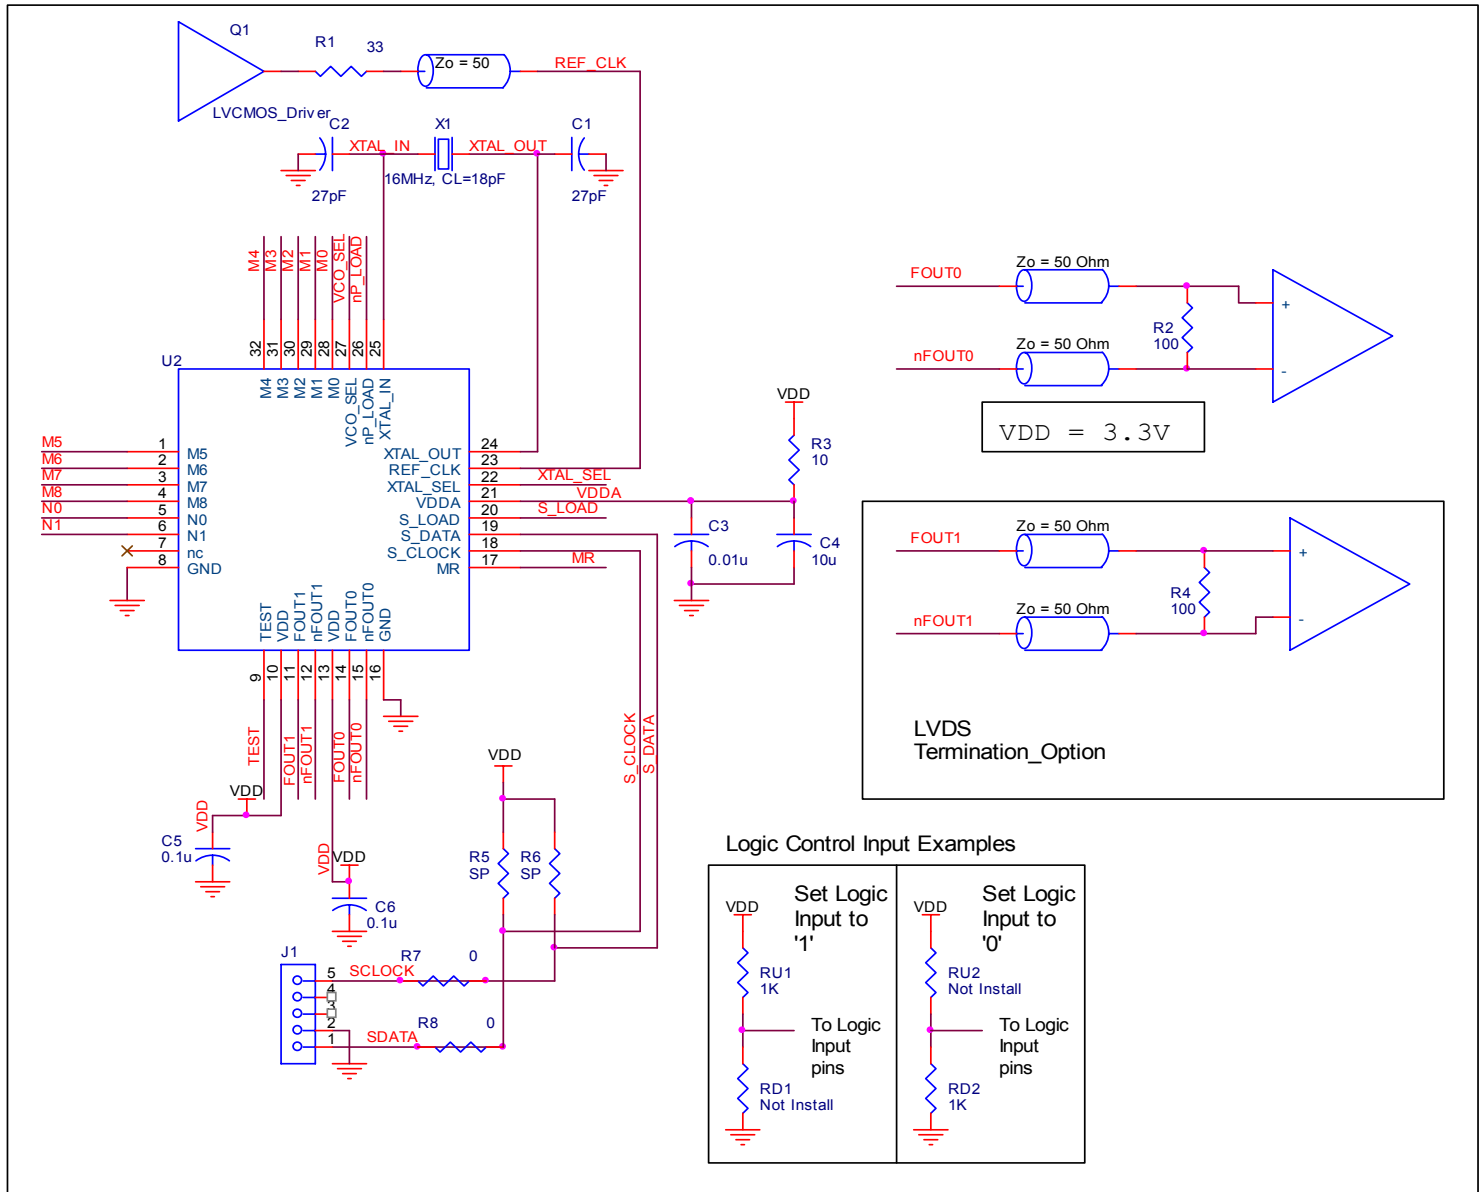 Q1
R1
33
Zo = 50
REF_CLK
LVCMOS_Driver
C2
X1
C1
XTAL_IN
XTAL_OUT
16MHz, CL=18pF
27pF
27pF
M4
M3
M2
M1
M0
VCO_SEL
nP_LOAD
32
31
30
29
28
27
26
25
U2
M4
M3
M2
M1
M0
VCO_SEL
nP_LOAD
XTAL_IN
M5
M6
M7
M8
N0
N1
1
2
3
4
5
6
7
8
M5
M6
M7
M8
N0
N1
nc
GND
XTAL_OUT
REF_CLK
XTAL_SEL
VDDA
S_LOAD
S_DATA
S_CLOCK
MR
24
23
22
21
20
19
18
17
XTAL_SEL
VDDA
S_LOAD
MR
TEST
VDD
FOUT1
nFOUT1
VDD
FOUT0
nFOUT0
GND
9
10
11
12
13
14
15
16
TEST
FOUT1
nFOUT1
FOUT0
nFOUT0
VDD
R3
10
C3
0.01u
C4
10u
S_CLOCK
S_DATA
VDD
VDD
C5
0.1u
VDD
VDD
C6
0.1u
VDD
R5
SP
R6
SP
J1
5
4
3
2
1
SCLOCK
R7
0
SDATA
R8
0
FOUT0
Zo = 50 Ohm
nFOUT0
Zo = 50 Ohm
R2
100
+
-
VDD = 3.3V
FOUT1
Zo = 50 Ohm
nFOUT1
Zo = 50 Ohm
R4
100
+
-
LVDS
Termination_Option
Logic Control Input Examples
VDD
Set Logic
Input to
'1'
RU1
1K
To Logic
Input
pins
RD1
Not Install
VDD
Set Logic
Input to
'0'
RU2
Not Install
To Logic
Input
pins
RD2
1K